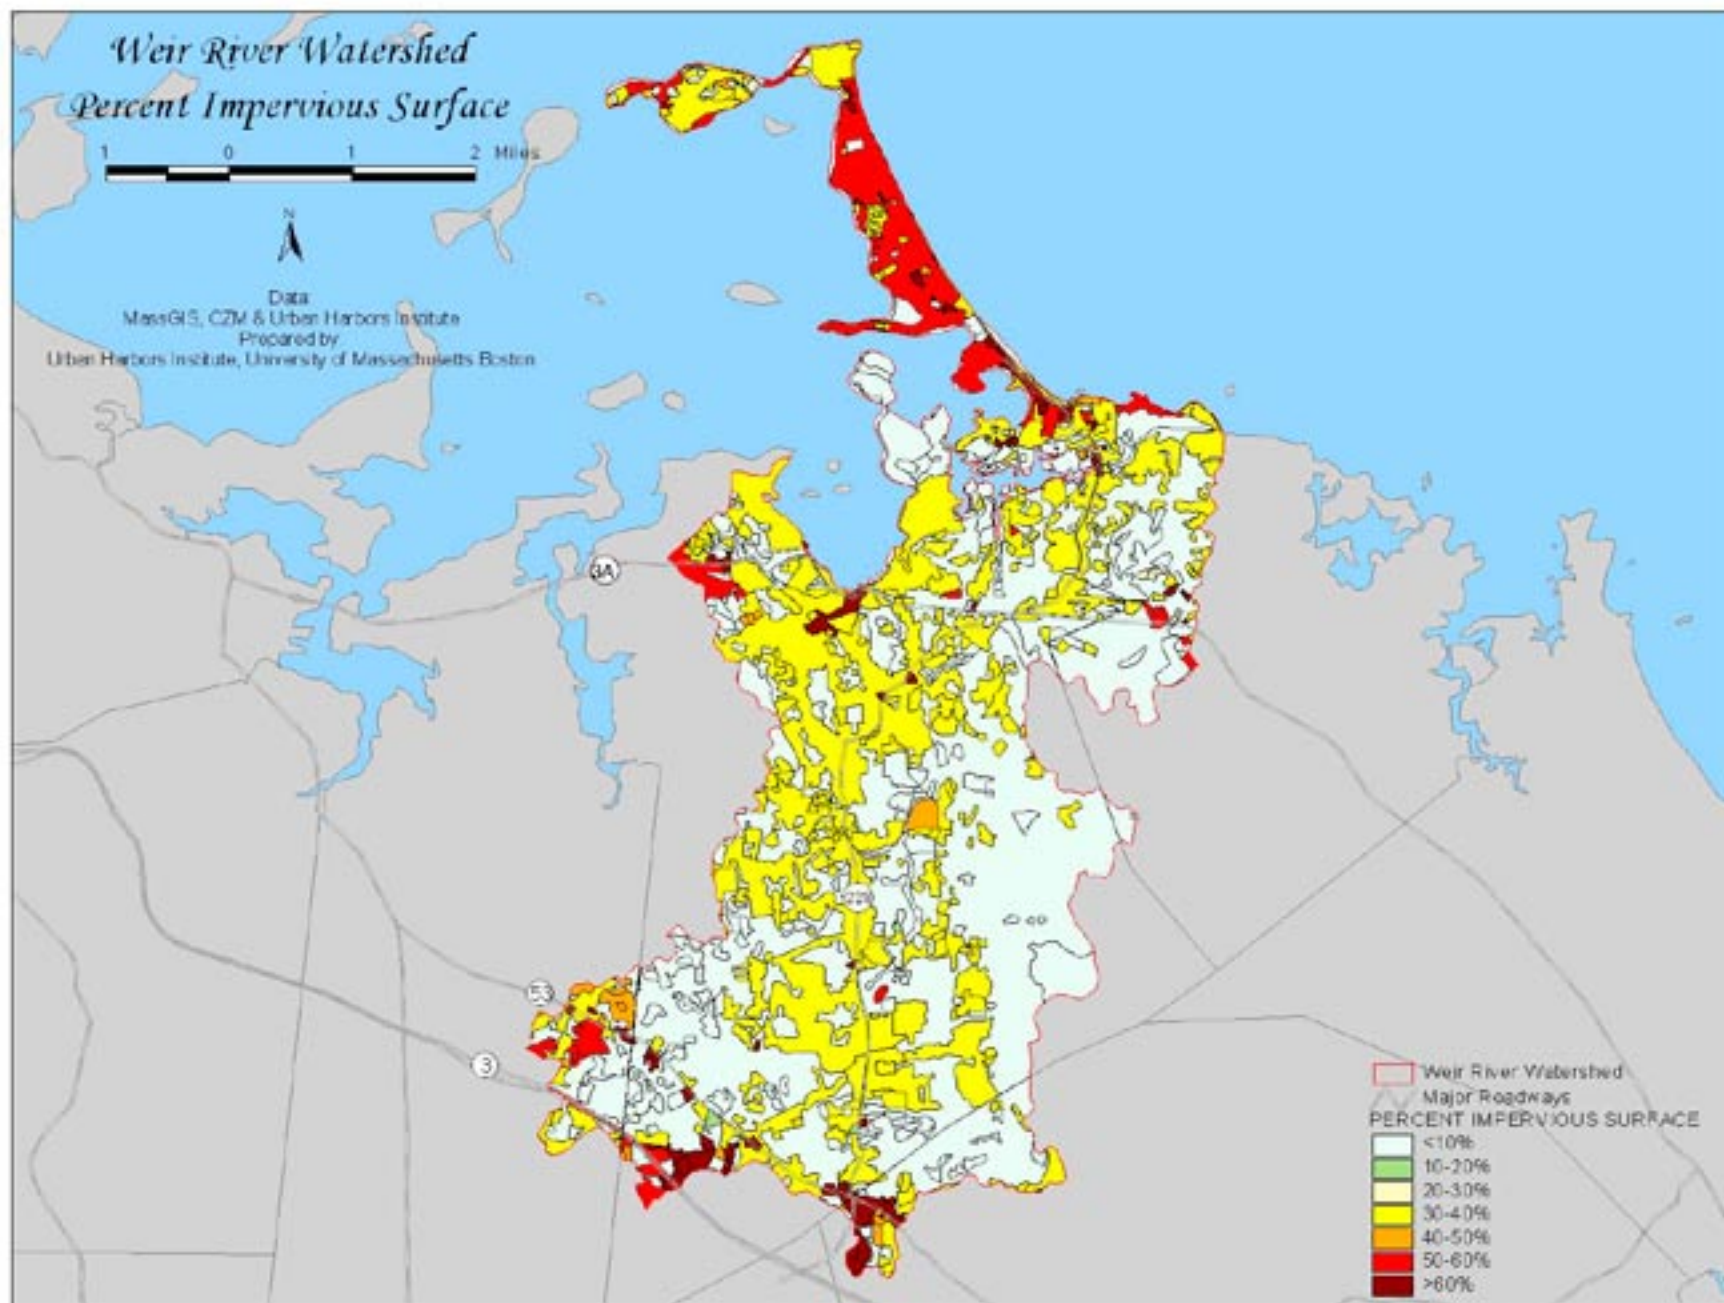 Weir River Watershed
Percent Impervious Surface
1 0 1 2 Miles
N
Data
MassGIS, CZM & Urban Harbors Institute
Prepared by
Urban Harbors Institute, University of Massachusetts Boston
3A
53
3
Weir River Watershed
Major Roadways
PERCENT IMPERVIOUS SURFACE
<10%
10-20%
20-30%
30-40%
40-50%
50-60%
>60%